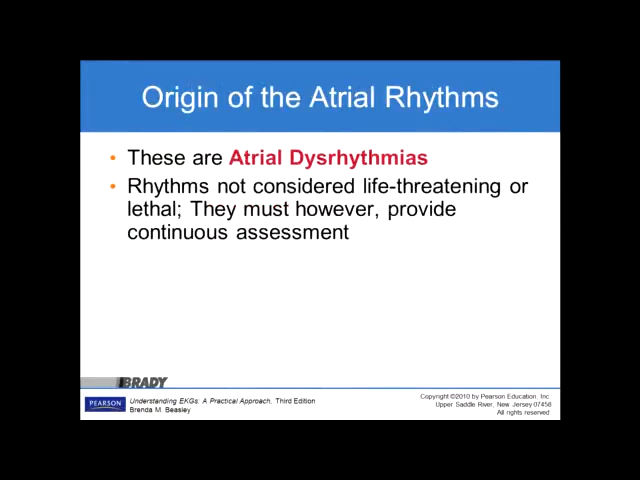 Origin of the Atrial Rhythms
• These are Atrial Dysrhythmias
• Rhythms not considered life-threatening or
lethal; They must however, provide
continuous assessment
BRADY
PEARSON
Understanding EKGs: A Practical Approach, Third Edition
Brenda M. Beasley
Copyright ©2010 by Pearson Education, Inc.
Upper Saddle River, New Jersey 07458
All rights reserved.